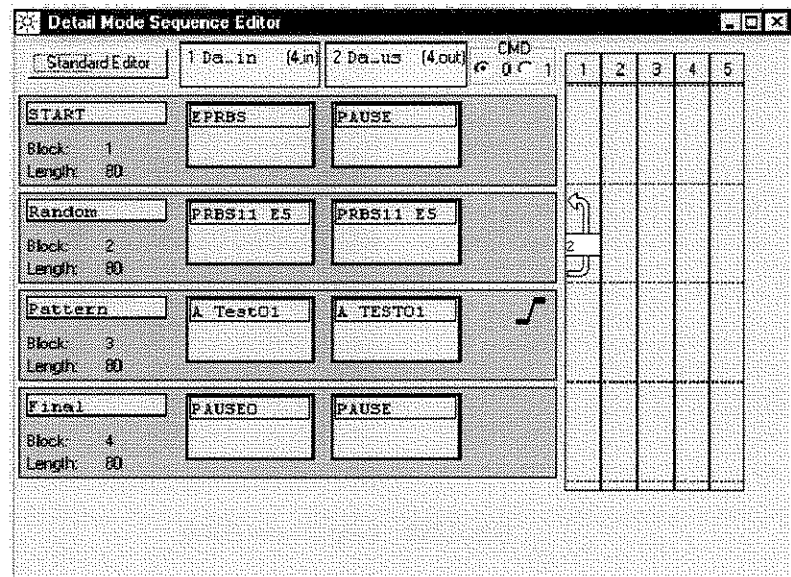 Detail Mode Sequence Editor
Standard Editor
1 Da_in (4,in) 2 Da_us (4,out) CMD 0 1
1 2 3 4 5
START EPRBS PAUSE
Block: 1
Length: 80
Random PRBS11 E5 PRBS11 E5
Block: 2
Length: 80
2
Pattern A Test01 A TEST01
Block: 3
Length: 80
Final PAUSE0 PAUSE
Block: 4
Length: 80